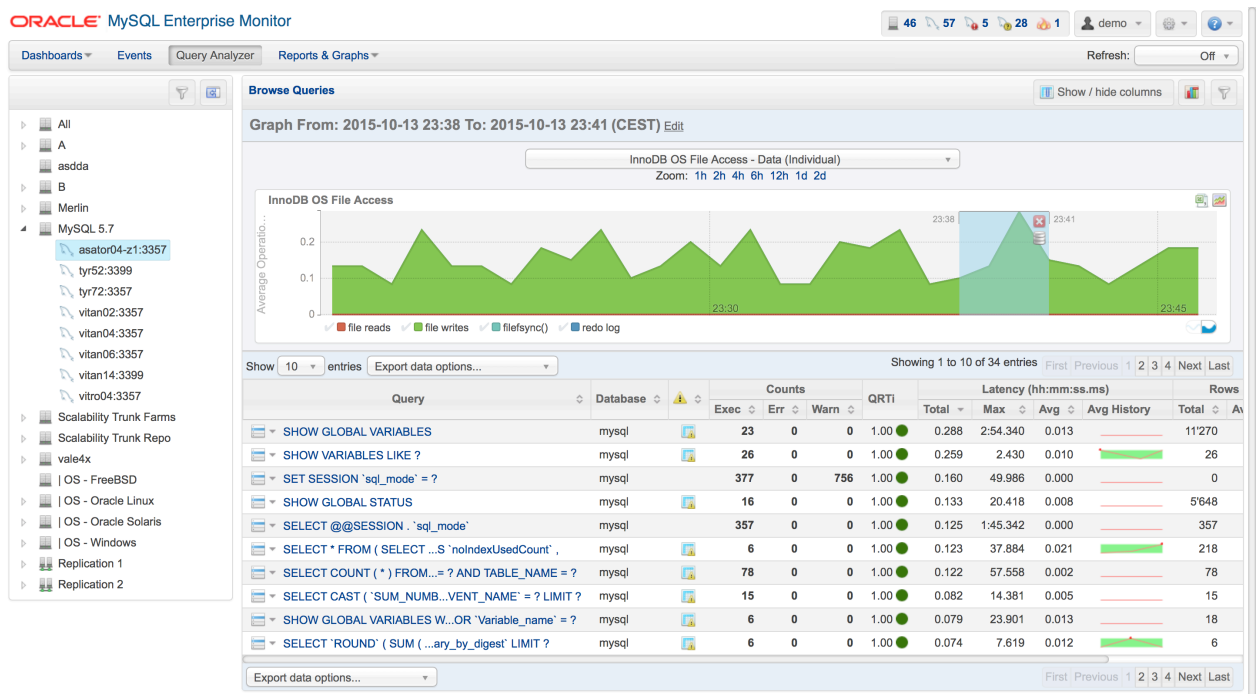 ORACLE® MySQL Enterprise Monitor
46 57 5 28 1 demo
Dashboards Events Query Analyzer Reports & Graphs Refresh: Off
Browse Queries Show / hide columns
Graph From: 2015-10-13 23:38 To: 2015-10-13 23:41 (CEST) Edit
InnoDB OS File Access - Data (Individual)
Zoom: 1h 2h 4h 6h 12h 1d 2d
InnoDB OS File Access
Average Operatio...
0.2
0.1
0
23:38 23:41
23:30 23:45
file reads file writes filefsync() redo log
All
A
asdda
B
Merlin
MySQL 5.7
asator04-z1:3357
tyr52:3399
tyr72:3357
vitan02:3357
vitan04:3357
vitan06:3357
vitan14:3399
vitro04:3357
Scalability Trunk Farms
Scalability Trunk Repo
vale4x
| OS - FreeBSD
| OS - Oracle Linux
| OS - Oracle Solaris
| OS - Windows
Replication 1
Replication 2
Show 10 entries Export data options... Showing 1 to 10 of 34 entries First Previous 1 2 3 4 Next Last
Query Database Counts QRTi Latency (hh:mm:ss.ms) Rows
Exec Err Warn Total Max Avg Avg History Total Av
SHOW GLOBAL VARIABLES mysql 23 0 0 1.00 0.288 2:54.340 0.013 11'270
SHOW VARIABLES LIKE ? mysql 26 0 0 1.00 0.259 2.430 0.010 26
SET SESSION `sql_mode` = ? mysql 377 0 756 1.00 0.160 49.986 0.000 0
SHOW GLOBAL STATUS mysql 16 0 0 1.00 0.133 20.418 0.008 5'648
SELECT @@SESSION . `sql_mode` mysql 357 0 0 1.00 0.125 1:45.342 0.000 357
SELECT * FROM ( SELECT ...S `noIndexUsedCount` , mysql 6 0 0 1.00 0.123 37.884 0.021 218
SELECT COUNT ( * ) FROM...= ? AND TABLE_NAME = ? mysql 78 0 0 1.00 0.122 57.558 0.002 78
SELECT CAST ( `SUM_NUMB...VENT_NAME` = ? LIMIT ? mysql 15 0 0 1.00 0.082 14.381 0.005 15
SHOW GLOBAL VARIABLES W...OR `Variable_name` = ? mysql 6 0 0 1.00 0.079 23.901 0.013 18
SELECT `ROUND` ( SUM ( ...ary_by_digest` LIMIT ? mysql 6 0 0 1.00 0.074 7.619 0.012 6
Export data options... First Previous 1 2 3 4 Next Last